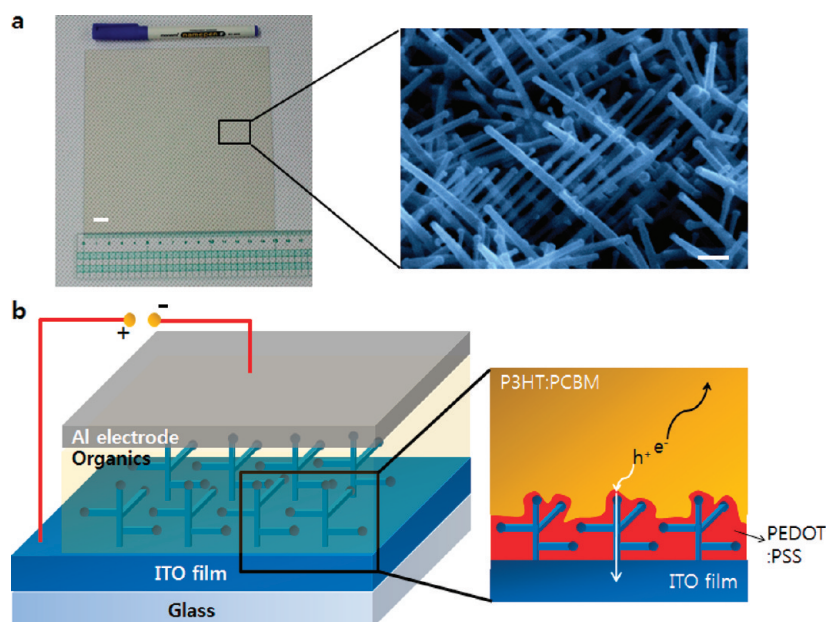 a
b
+
-
Al electrode
Organics
ITO film
Glass
P3HT:PCBM
h+ e-
PEDOT
:PSS
ITO film